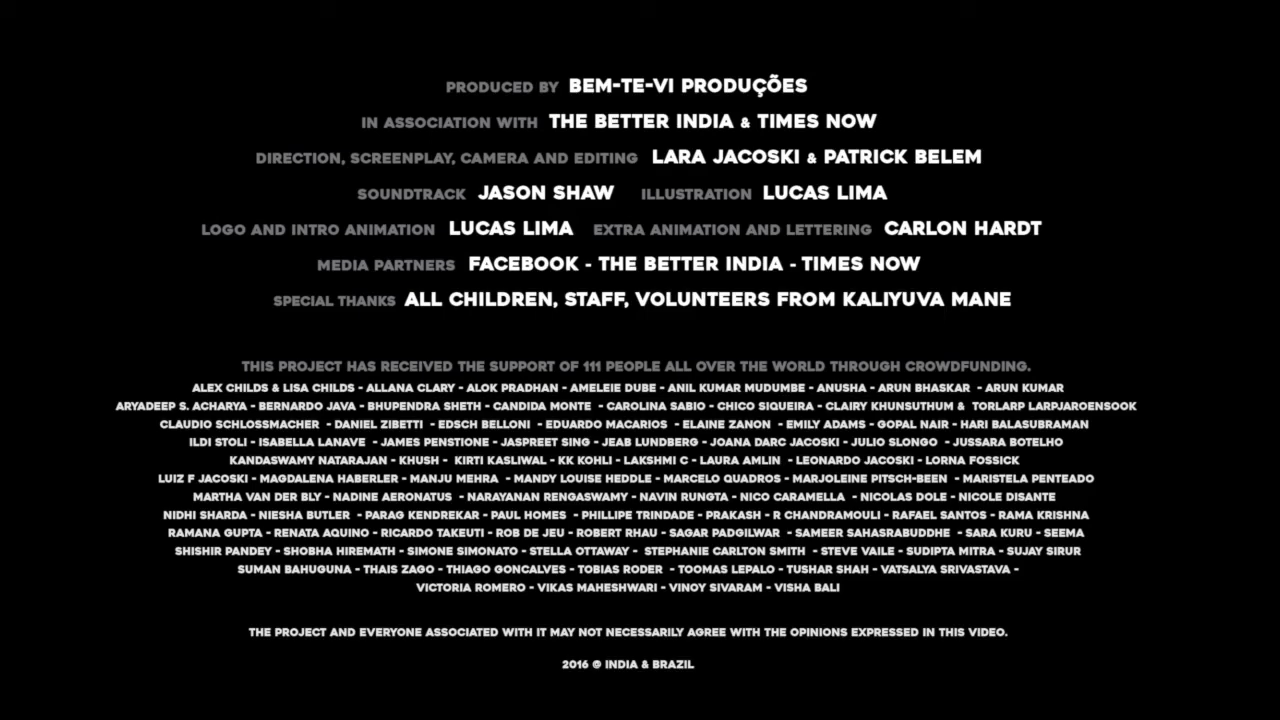 PRODUCED BY BEM-TE-VI PRODUÇÕES
IN ASSOCIATION WITH THE BETTER INDIA & TIMES NOW
DIRECTION, SCREENPLAY, CAMERA AND EDITING LARA JACOSKI & PATRICK BELEM
SOUNDTRACK JASON SHAW ILLUSTRATION LUCAS LIMA
LOGO AND INTRO ANIMATION LUCAS LIMA EXTRA ANIMATION AND LETTERING CARLON HARDT
MEDIA PARTNERS FACEBOOK - THE BETTER INDIA - TIMES NOW
SPECIAL THANKS ALL CHILDREN, STAFF, VOLUNTEERS FROM KALIYUVA MANE
THIS PROJECT HAS RECEIVED THE SUPPORT OF 111 PEOPLE ALL OVER THE WORLD THROUGH CROWDFUNDING.
ALEX CHILDS & LISA CHILDS - ALLANA CLARY - ALOK PRADHAN - AMELEIE DUBE - ANIL KUMAR MUDUMBE - ANUSHA - ARUN BHASKAR - ARUN KUMAR
ARYADEEP S. ACHARYA - BERNARDO JAVA - BHUPENDRA SHETH - CANDIDA MONTE - CAROLINA SABIO - CHICO SIQUEIRA - CLAIRY KHUNSUTHUM & TORLARP LARPJAROENSOOK
CLAUDIO SCHLOSSMACHER - DANIEL ZIBETTI - EDSCH BELLONI - EDUARDO MACARIOS - ELAINE ZANON - EMILY ADAMS - GOPAL NAIR - HARI BALASUBRAMAN
ILDI STOLI - ISABELLA LANAVE - JAMES PENSTIONE - JASPREET SING - JEAB LUNDBERG - JOANA DARC JACOSKI - JULIO SLONGO - JUSSARA BOTELHO
KANDASWAMY NATARAJAN - KHUSH - KIRTI KASLIWAL - KK KOHLI - LAKSHMI C - LAURA AMLIN - LEONARDO JACOSKI - LORNA FOSSICK
LUIZ F JACOSKI - MAGDALENA HABERLER - MANJU MEHRA - MANDY LOUISE HEDDLE - MARCELO QUADROS - MARJOLEINE PITSCH-BEEN - MARISTELA PENTEADO
MARTHA VAN DER BLY - NADINE AERONATUS - NARAYANAN RENGASWAMY - NAVIN RUNGTA - NICO CARAMELLA - NICOLAS DOLE - NICOLE DISANTE
NIDHI SHARDA - NIESHA BUTLER - PARAG KENDREKAR - PAUL HOMES - PHILLIPE TRINDADE - PRAKASH - R CHANDRAMOULI - RAFAEL SANTOS - RAMA KRISHNA
RAMANA GUPTA - RENATA AQUINO - RICARDO TAKEUTI - ROB DE JEU - ROBERT RHAU - SAGAR PADGILWAR - SAMEER SAHASRABUDDHE - SARA KURU - SEEMA
SHISHIR PANDEY - SHOBHA HIREMATH - SIMONE SIMONATO - STELLA OTTAWAY - STEPHANIE CARLTON SMITH - STEVE VAILE - SUDIPTA MITRA - SUJAY SIRUR
SUMAN BAHUGUNA - THAIS ZAGO - THIAGO GONCALVES - TOBIAS RODER - TOOMAS LEPALO - TUSHAR SHAH - VATSALYA SRIVASTAVA -
VICTORIA ROMERO - VIKAS MAHESHWARI - VINOY SIVARAM - VISHA BALI
THE PROJECT AND EVERYONE ASSOCIATED WITH IT MAY NOT NECESSARILY AGREE WITH THE OPINIONS EXPRESSED IN THIS VIDEO.
2016 @ INDIA & BRAZIL